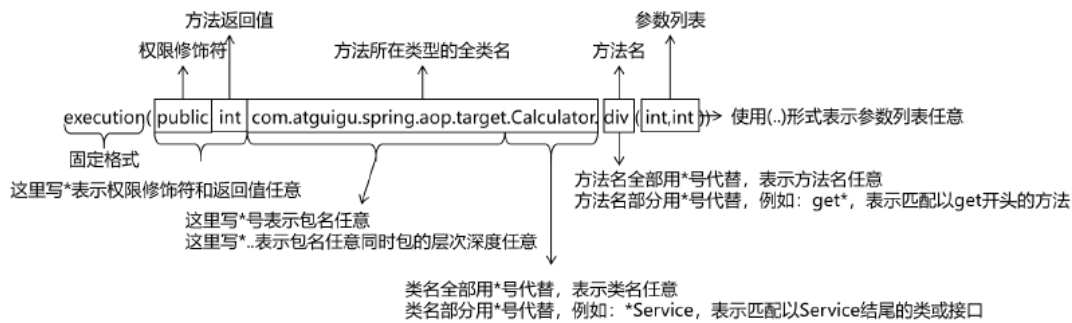 方法返回值 参数列表
权限修饰符 方法所在类型的全类名 方法名
execution(public int com.atguigu.spring.aop.target.Calculator.div(int,int)) 使用(..)形式表示参数列表任意
固定格式
这里写*表示权限修饰符和返回值任意
方法名全部用*号代替，表示方法名任意
方法名部分用*号代替，例如：get*，表示匹配以get开头的方法
这里写*号表示包名任意
这里写*..表示包名任意同时包的层次深度任意
类名全部用*号代替，表示类名任意
类名部分用*号代替，例如：*Service，表示匹配以Service结尾的类或接口